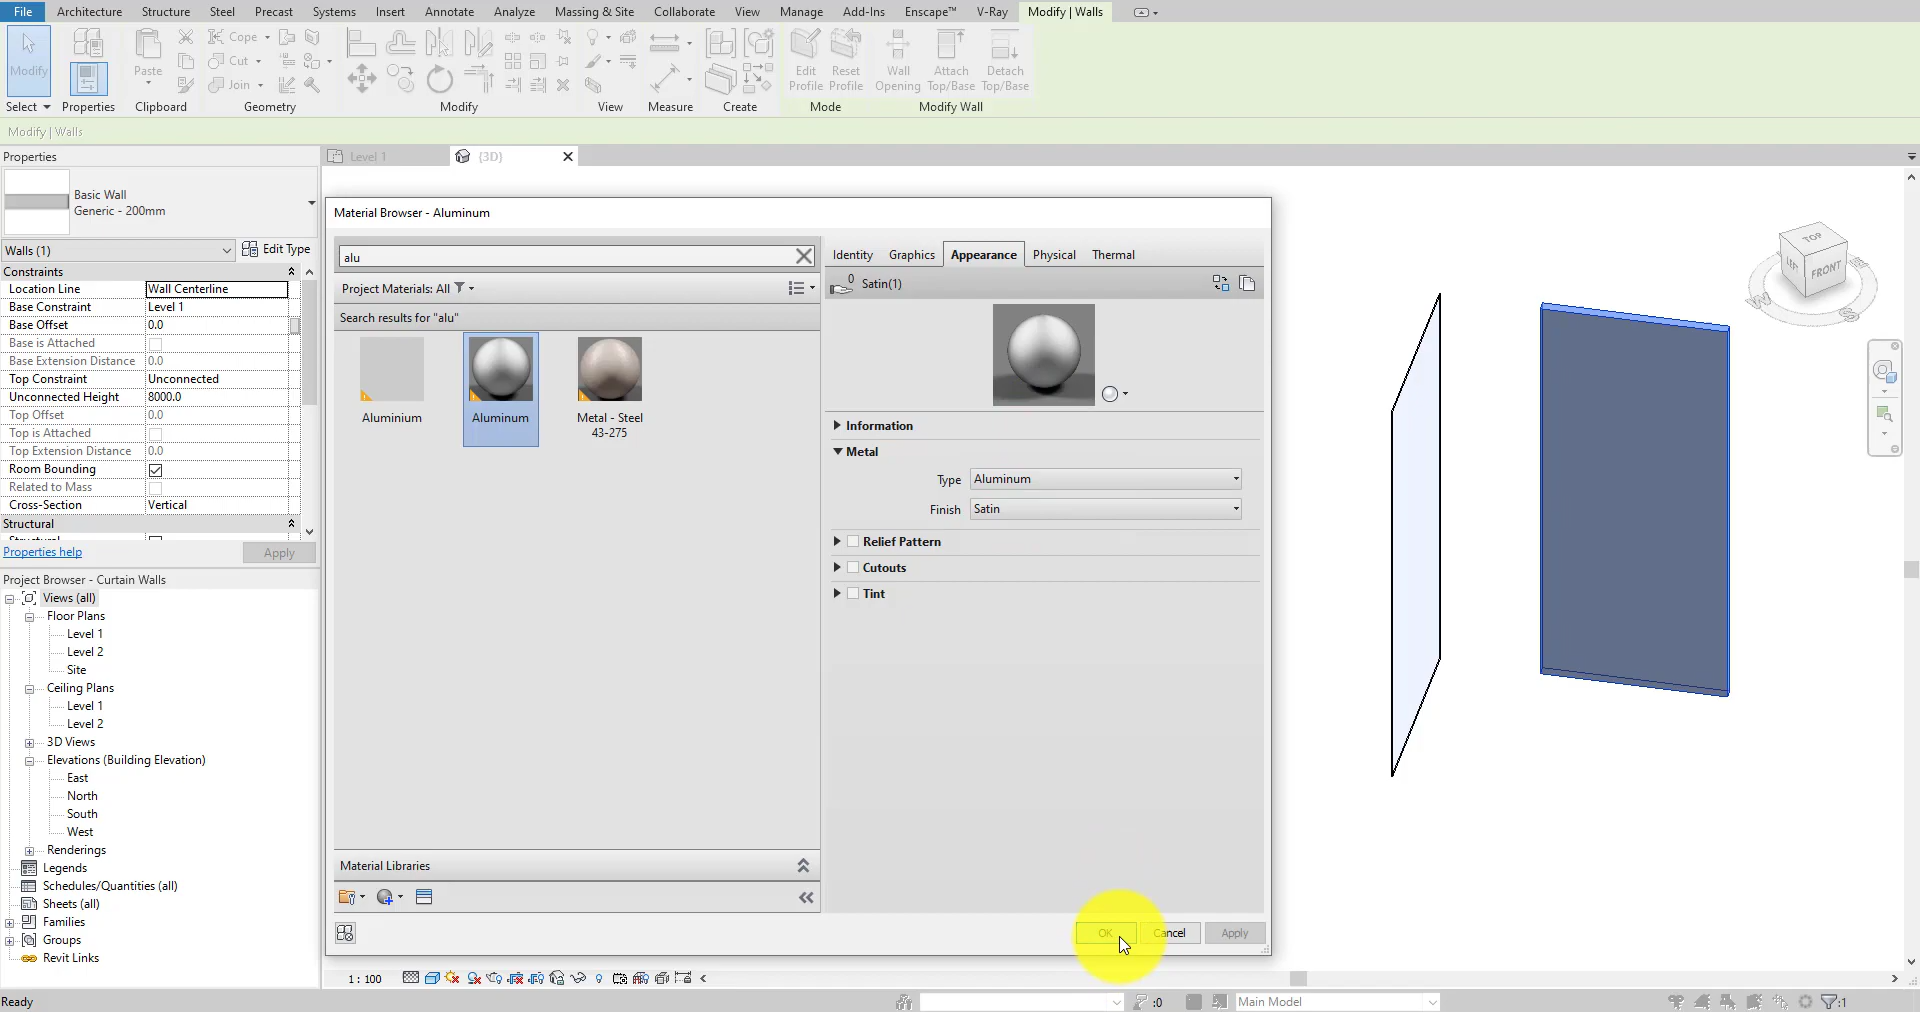 File Architecture Structure Steel Precast Systems Insert Annotate Analyze Massing & Site Collaborate View Manage Add-Ins Enscape™ V-Ray Modify | Walls
Modify Paste Cope Cut Join Edit Profile Reset Profile Wall Opening Attach Top/Base Detach Top/Base
Select Properties Clipboard Geometry Modify View Measure Create Mode Modify Wall
Modify | Walls
Properties
Level 1
{3D}
Basic Wall
Generic - 200mm
Walls (1)
Edit Type
Constraints
Location Line Wall Centerline
Base Constraint Level 1
Base Offset 0.0
Base is Attached
Base Extension Distance 0.0
Top Constraint Unconnected
Unconnected Height 8000.0
Top Offset 0.0
Top is Attached
Top Extension Distance 0.0
Room Bounding
Related to Mass
Cross-Section Vertical
Structural
Properties help
Apply
Project Browser - Curtain Walls
Views (all)
Floor Plans
Level 1
Level 2
Site
Ceiling Plans
Level 1
Level 2
3D Views
Elevations (Building Elevation)
East
North
South
West
Renderings
Legends
Schedules/Quantities (all)
Sheets (all)
Families
Groups
Revit Links
Material Browser - Aluminum
alu
Project Materials: All
Search results for "alu"
Aluminium
Aluminum
Metal - Steel
43-275
Material Libraries
Identity Graphics Appearance Physical Thermal
0
Satin(1)
Information
Metal
Type Aluminum
Finish Satin
Relief Pattern
Cutouts
Tint
OK Cancel Apply
TOP
LEFT
FRONT
W
S
1 : 100
Ready
:0
Main Model
:1